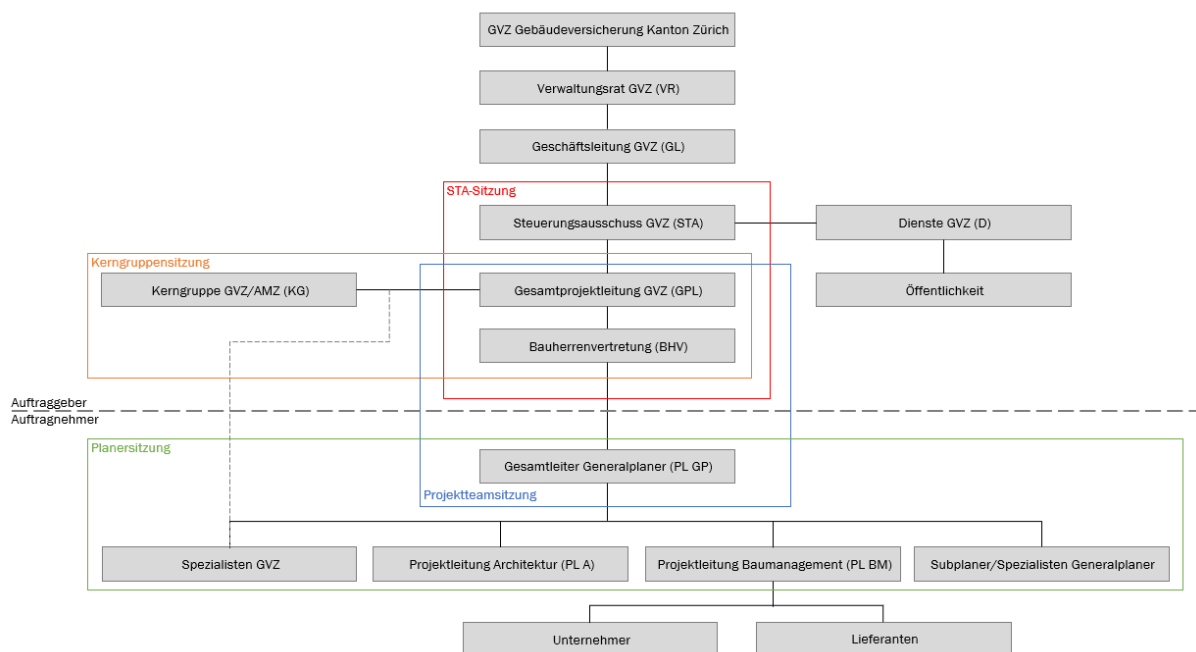 GVZ Gebäudeversicherung Kanton Zürich
Verwaltungsrat GVZ (VR)
Geschäftsleitung GVZ (GL)
STA-Sitzung
Steuerungsausschuss GVZ (STA)
Dienste GVZ (D)
Kerngruppensitzung
Kerngruppe GVZ/AMZ (KG)
Gesamtprojektleitung GVZ (GPL)
Öffentlichkeit
Bauherrenvertretung (BHV)
Auftraggeber
Auftragnehmer
Planersitzung
Gesamtleiter Generalplaner (PL GP)
Projektteamsitzung
Spezialisten GVZ
Projektleitung Architektur (PL A)
Projektleitung Baumanagement (PL BM)
Subplaner/Spezialisten Generalplaner
Unternehmer
Lieferanten